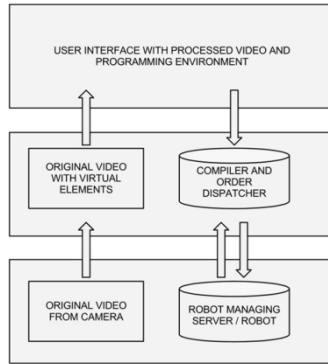 USER INTERFACE WITH PROCESSED VIDEO AND
PROGRAMMING ENVIRONMENT
ORIGINAL VIDEO
WITH VIRTUAL
ELEMENTS
COMPILER AND
ORDER
DISPATCHER
ORIGINAL VIDEO
FROM CAMERA
ROBOT MANAGING
SERVER / ROBOT